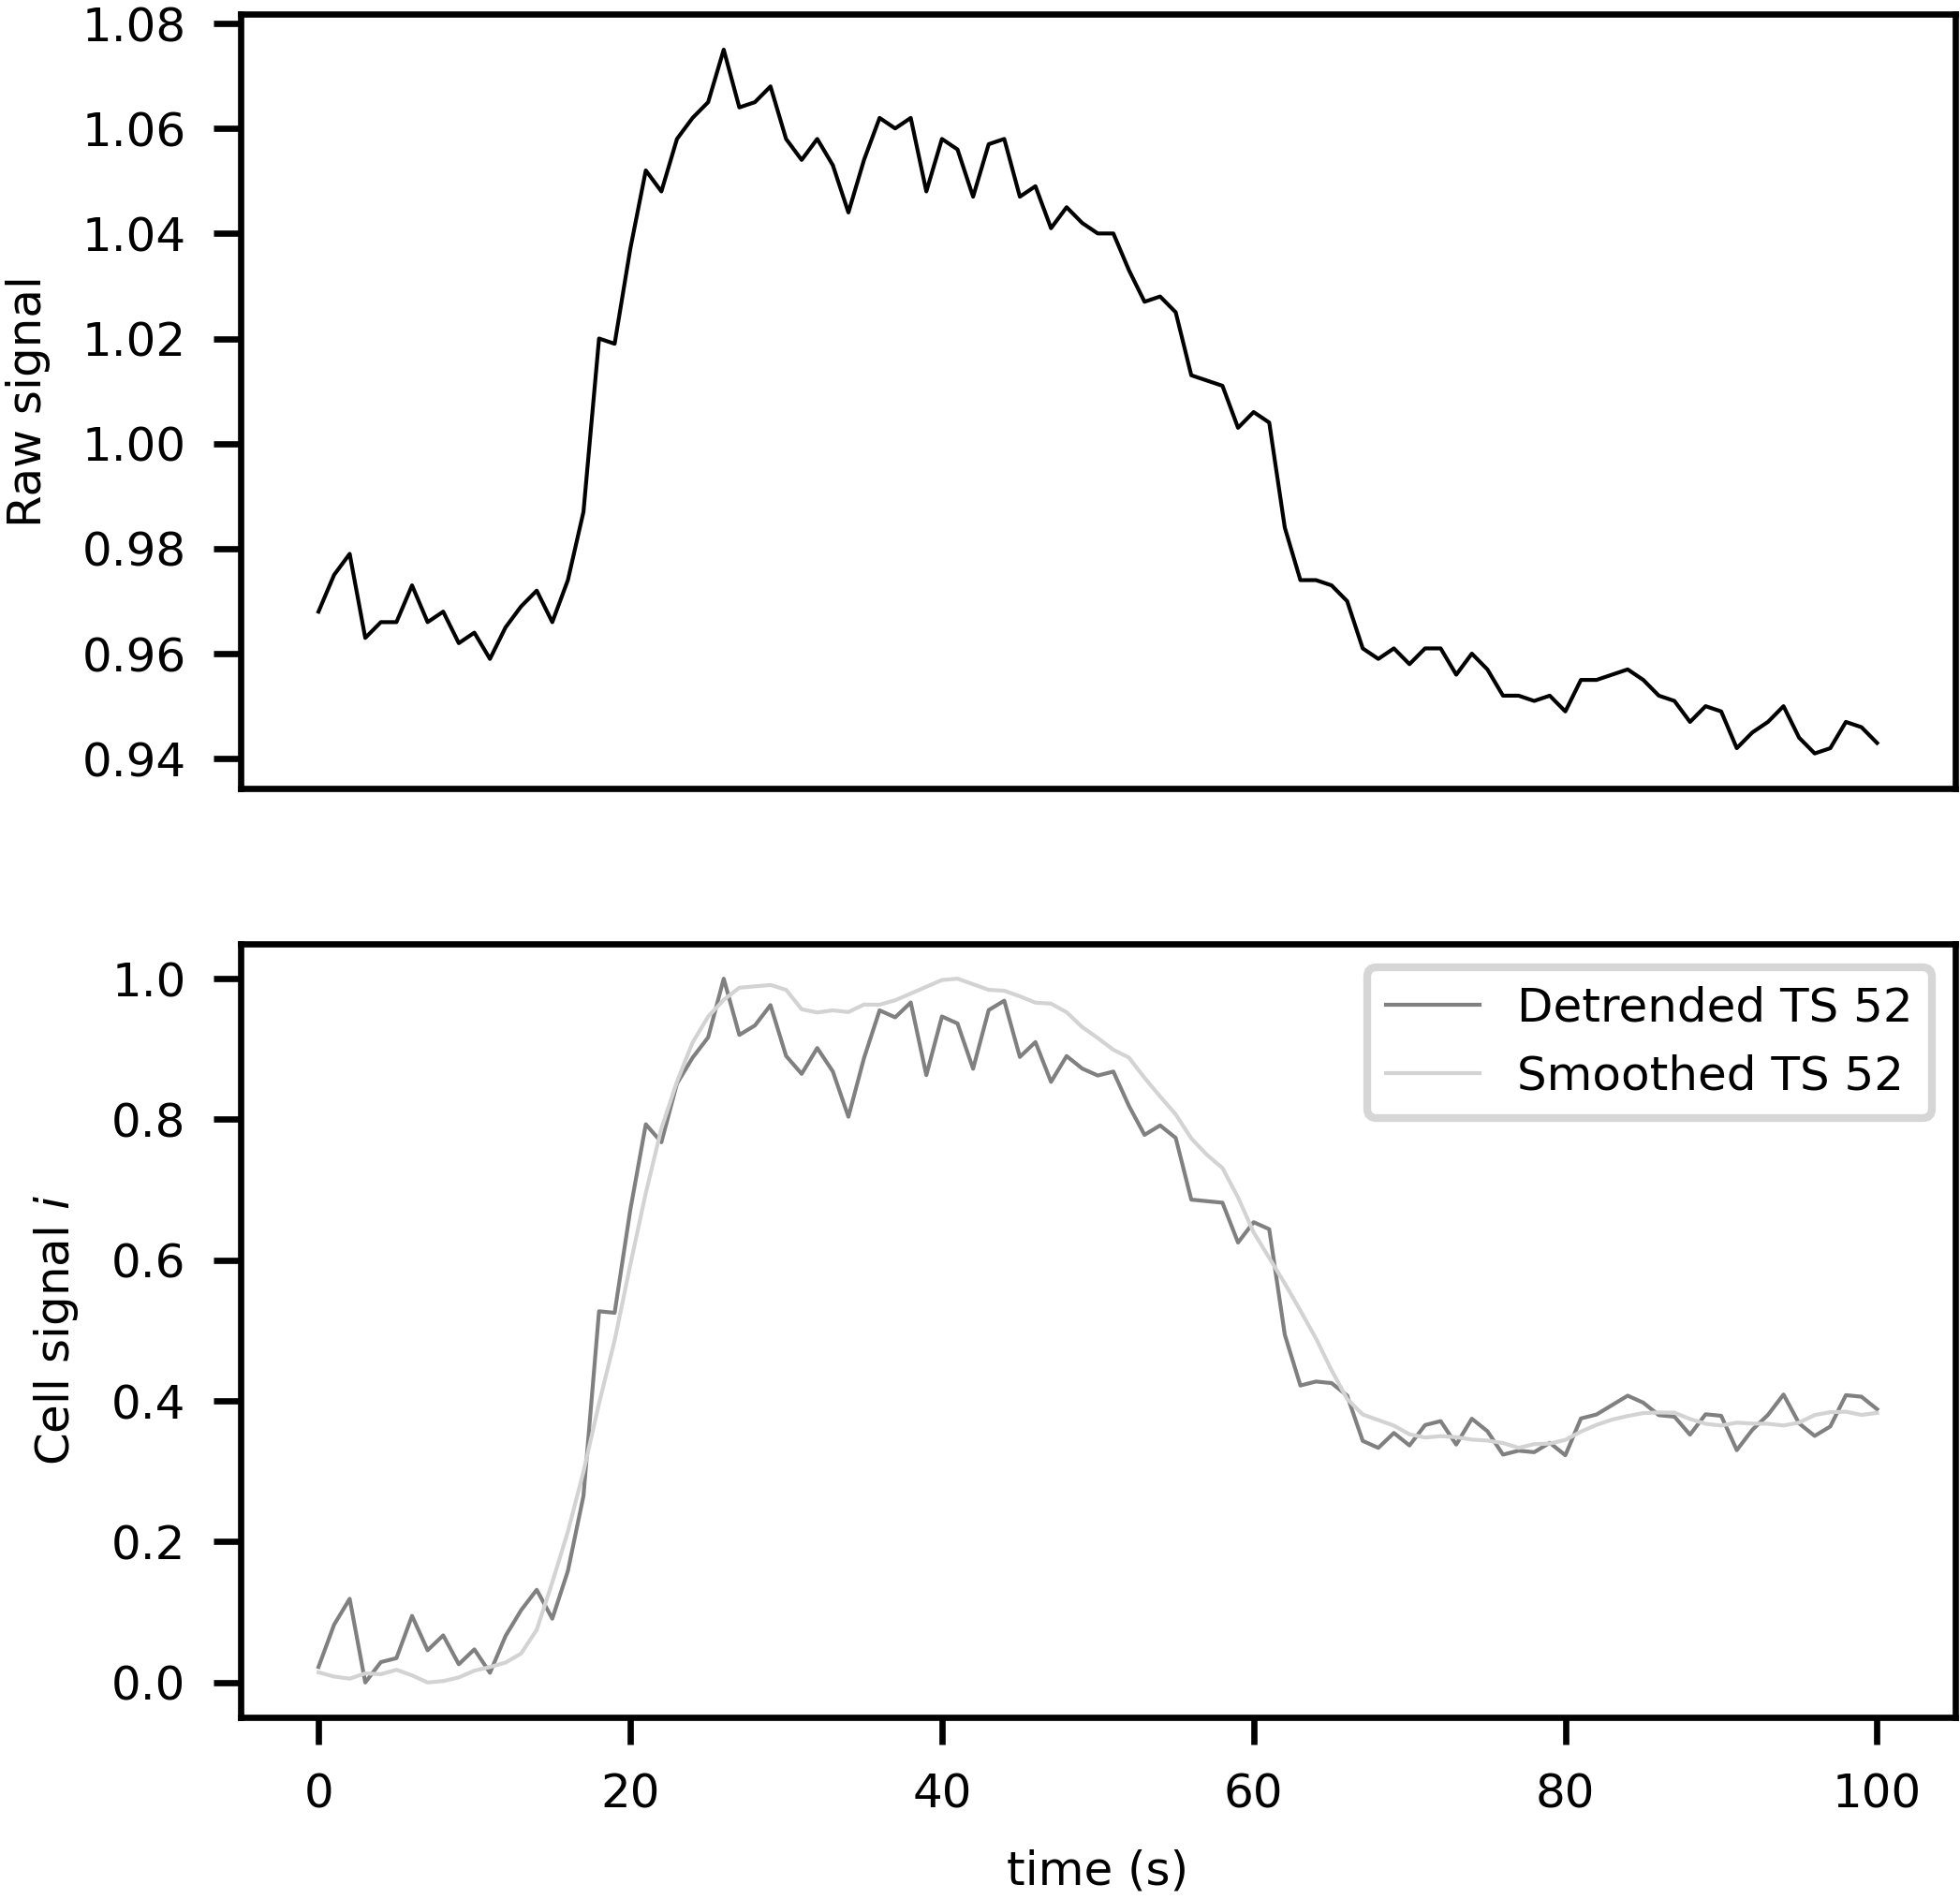 Raw signal
1.08
1.06
1.04
1.02
1.00
0.98
0.96
0.94
Cell signal i
1.0
0.8
0.6
0.4
0.2
0.0
Detrended TS 52
Smoothed TS 52
0 20 40 60 80 100
time (s)